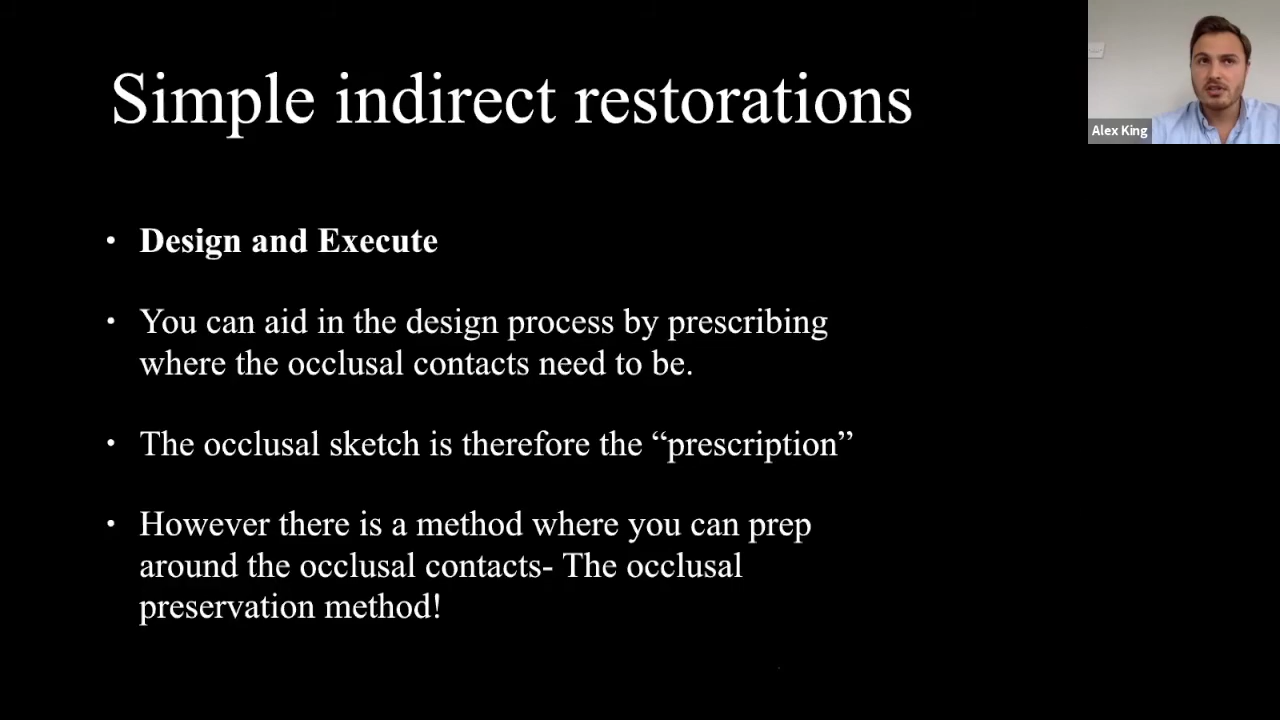 Simple indirect restorations
Alex King
• Design and Execute
• You can aid in the design process by prescribing
where the occlusal contacts need to be.
• The occlusal sketch is therefore the “prescription”
• However there is a method where you can prep
around the occlusal contacts- The occlusal
preservation method!